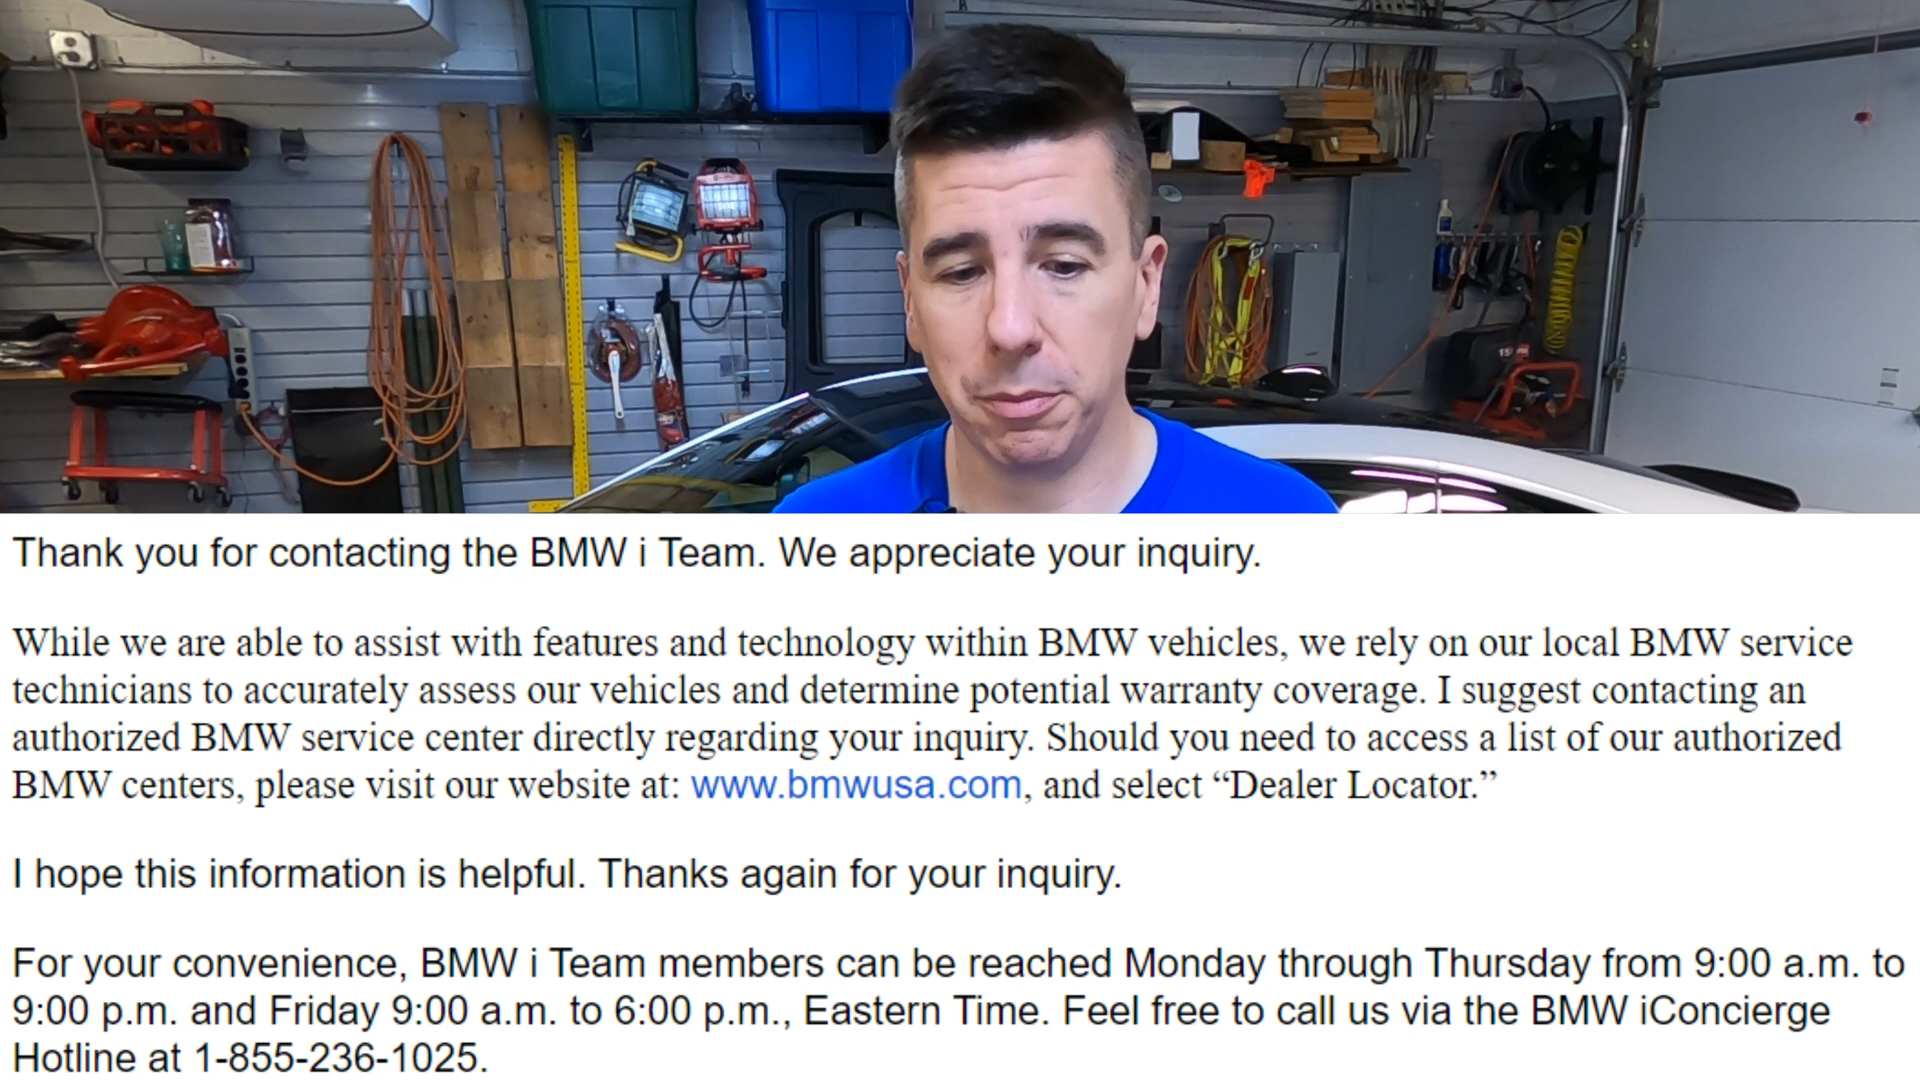 Thank you for contacting the BMW i Team. We appreciate your inquiry.
While we are able to assist with features and technology within BMW vehicles, we rely on our local BMW service
technicians to accurately assess our vehicles and determine potential warranty coverage. I suggest contacting an
authorized BMW service center directly regarding your inquiry. Should you need to access a list of our authorized
BMW centers, please visit our website at: www.bmwusa.com, and select “Dealer Locator.”
I hope this information is helpful. Thanks again for your inquiry.
For your convenience, BMW i Team members can be reached Monday through Thursday from 9:00 a.m. to
9:00 p.m. and Friday 9:00 a.m. to 6:00 p.m., Eastern Time. Feel free to call us via the BMW iConcierge
Hotline at 1-855-236-1025.